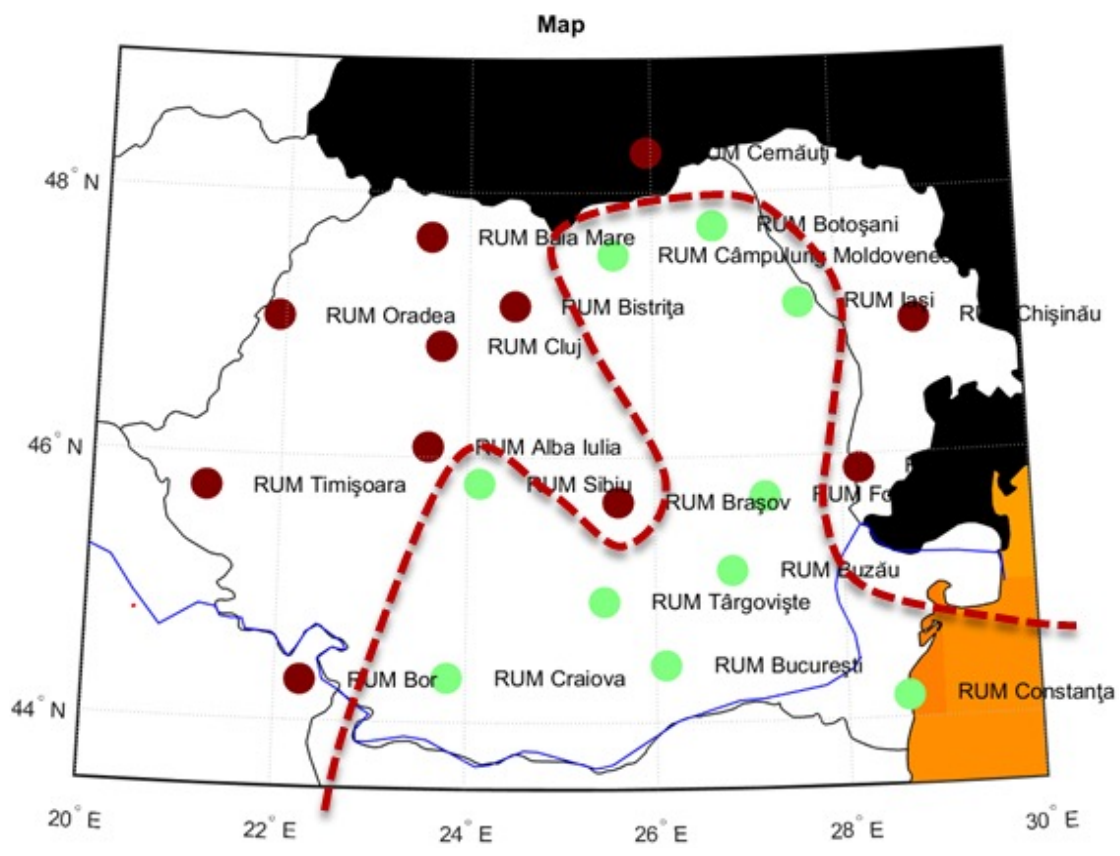 Map
48° N
46° N
44° N
20° E
22° E
24° E
26° E
28° E
30° E
RUM Cernăuţi
RUM Botoşani
RUM Baia Mare
RUM Câmpulung Moldovenes
RUM Iaşi
RUM Bistriţa
RUM Oradea
RUM Chişinău
RUM Cluj
RUM Alba Iulia
RUM Timişoara
RUM Sibiu
RUM Braşov
RUM
RUM Buzău
RUM Târgovişte
RUM Bucureşti
RUM Bor
RUM Craiova
RUM Constanţa